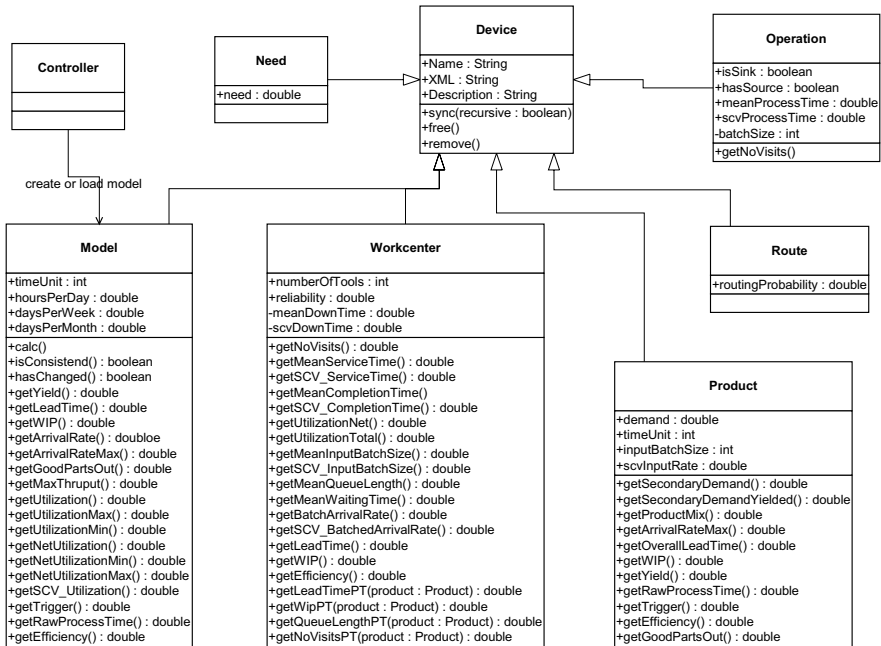 Controller
create or load model
Need
+need : double
Device
+Name : String
+XML : String
+Description : String
+sync(recursive : boolean)
+free()
+remove()
Operation
+isSink : boolean
+hasSource : boolean
+meanProcessTime : double
+scvProcessTime : double
-batchSize : int
+getNoVisits()
Model
+timeUnit : int
+hoursPerDay : double
+daysPerWeek : double
+daysPerMonth : double
+calc()
+isConsistend() : boolean
+hasChanged() : boolean
+getYield() : double
+getLeadTime() : double
+getWIP() : double
+getArrivalRate() : doubloe
+getArrivalRateMax() : double
+getGoodPartsOut() : double
+getMaxThruput() : double
+getUtilization() : double
+getUtilizationMax() : double
+getUtilizationMin() : double
+getNetUtilization() : double
+getNetUtilizationMin() : double
+getNetUtilizationMax() : double
+getSCV_Utilization() : double
+getTrigger() : double
+getRawProcessTime() : double
+getEfficiency() : double
Workcenter
+numberOfTools : int
+reliability : double
-meanDownTime : double
-scvDownTime : double
+getNoVisits() : double
+getMeanServiceTime() : double
+getSCV_ServiceTime() : double
+getMeanCompletionTime()
+getSCV_CompletionTime() : double
+getUtilizationNet() : double
+getUtilizationTotal() : double
+getMeanInputBatchSize() : double
+getSCV_InputBatchSize() : double
+getMeanQueueLength() : double
+getMeanWaitingTime() : double
+getBatchArrivalRate() : double
+getSCV_BatchedArrivalRate() : double
+getLeadTime() : double
+getWIP() : double
+getEfficiency() : double
+getLeadTimePT(product : Product) : double
+getWipPT(product : Product) : double
+getQueueLengthPT(product : Product) : double
+getNoVisitsPT(product : Product) : double
Route
+routingProbability : double
Product
+demand : double
+timeUnit : int
+inputBatchSize : int
+scvInputRate : double
+getSecondaryDemand() : double
+getSecondaryDemandYielded() : double
+getProductMix() : double
+getArrivalRateMax() : double
+getOverallLeadTime() : double
+getWIP() : double
+getYield() : double
+getRawProcessTime() : double
+getTrigger() : double
+getEfficiency() : double
+getGoodPartsOut() : double